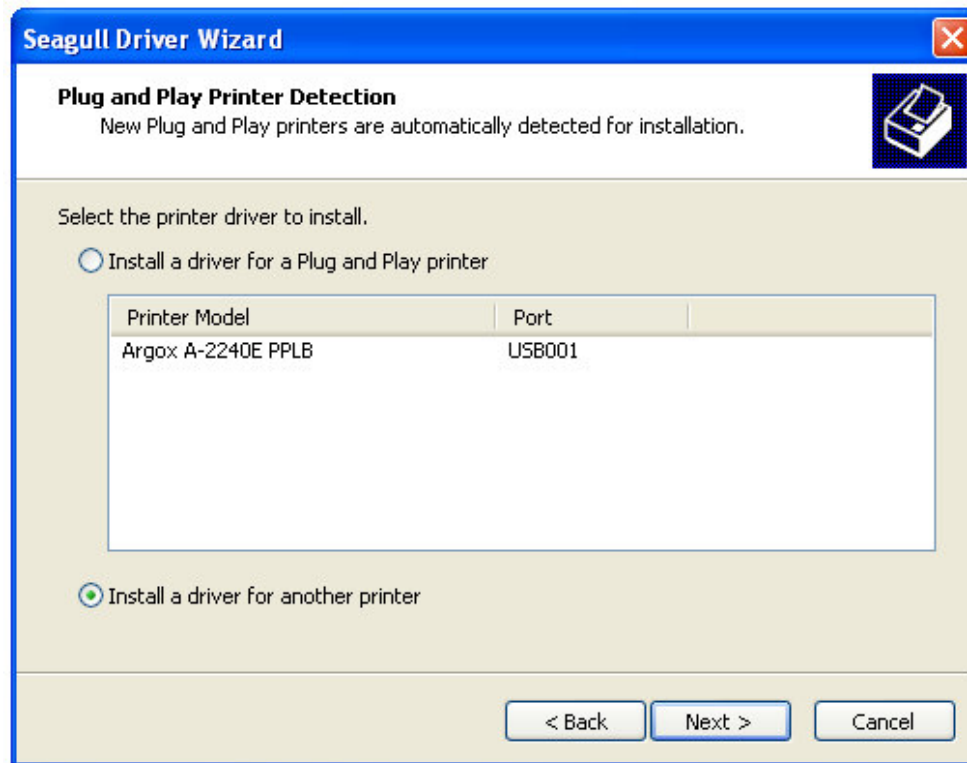 Seagull Driver Wizard
Plug and Play Printer Detection
New Plug and Play printers are automatically detected for installation.
Select the printer driver to install.
Install a driver for a Plug and Play printer
Printer Model Port
Argox A-2240E PPLB USB001
Install a driver for another printer
< Back Next > Cancel